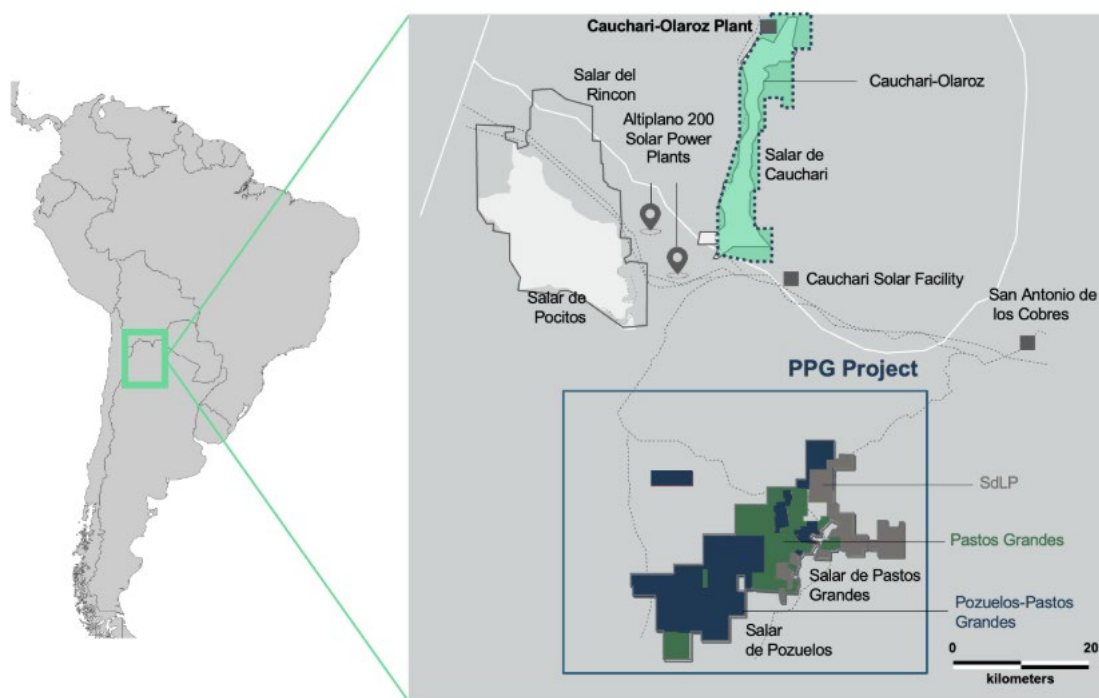 Cauchari-Olaroz Plant
Salar del
Rincon
Cauchari-Olaroz
Altiplano 200
Solar Power
Plants
Salar de
Cauchari
Salar de
Pocitos
Cauchari Solar Facility
San Antonio de
los Cobres
PPG Project
SdLP
Pastos Grandes
Salar de Pastos
Grandes
Pozuelos-Pastos
Grandes
Salar
de Pozuelos
0 20
kilometers